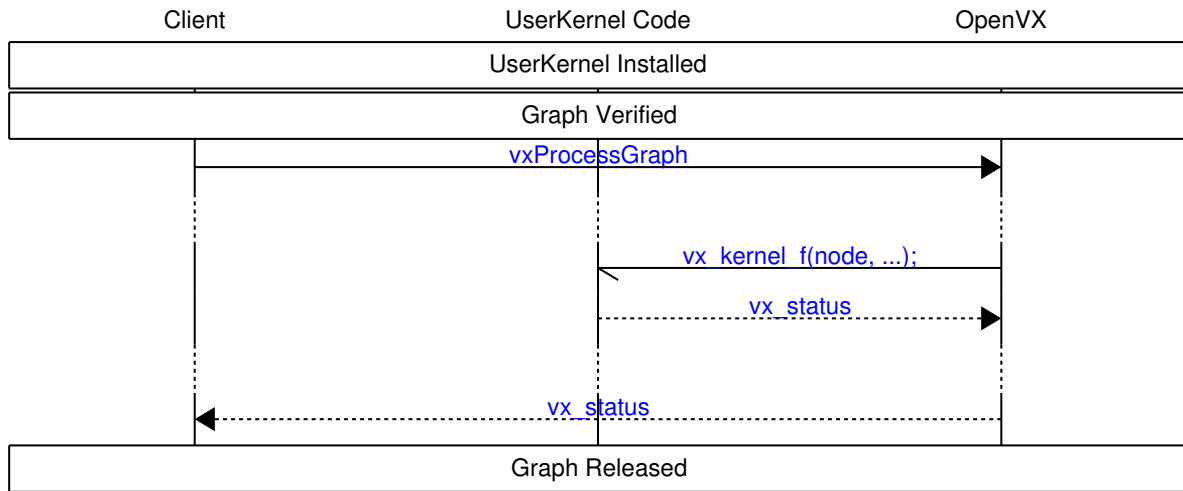 Client UserKernel Code OpenVX
UserKernel Installed
Graph Verified
vxProcessGraph
vx_kernel_f(node, ...);
vx_status
vx_status
Graph Released